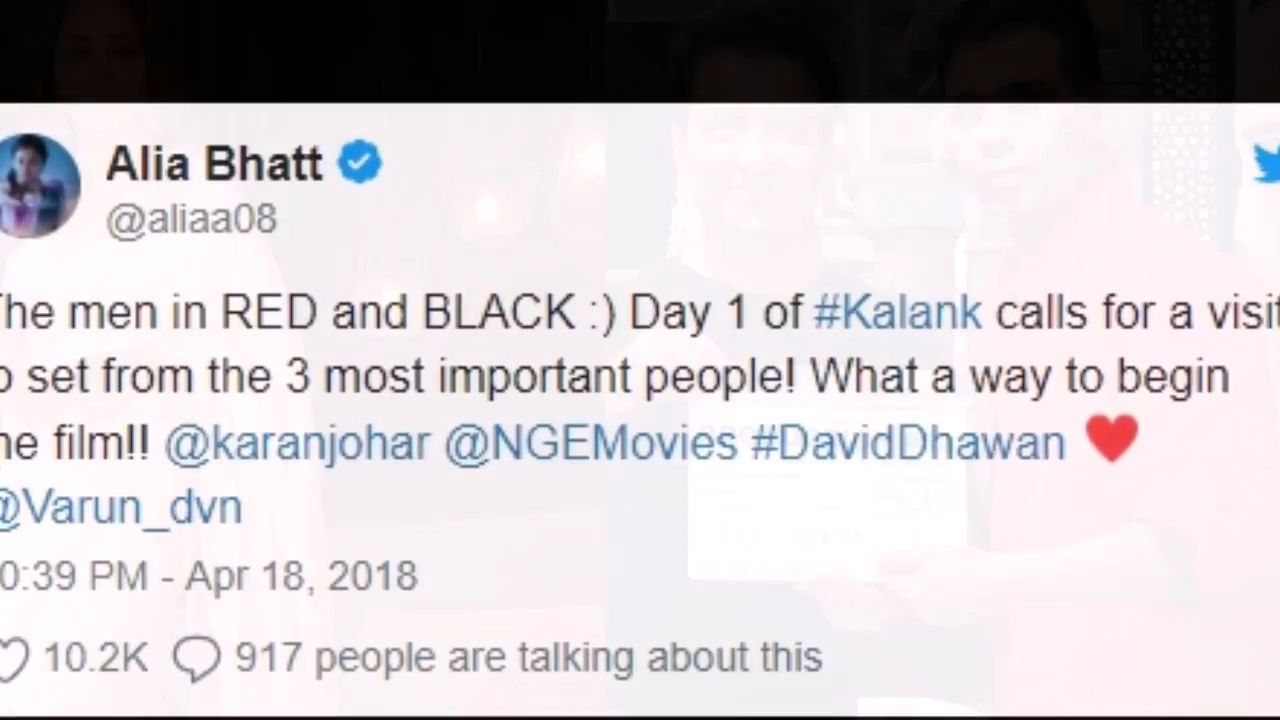 Alia Bhatt
@aliaa08
The men in RED and BLACK :) Day 1 of #Kalank calls for a visit
o set from the 3 most important people! What a way to begin
he film!! @karanjohar @NGEMovies #DavidDhawan ❤
@Varun_dvn
0:39 PM - Apr 18, 2018
10.2K 917 people are talking about this